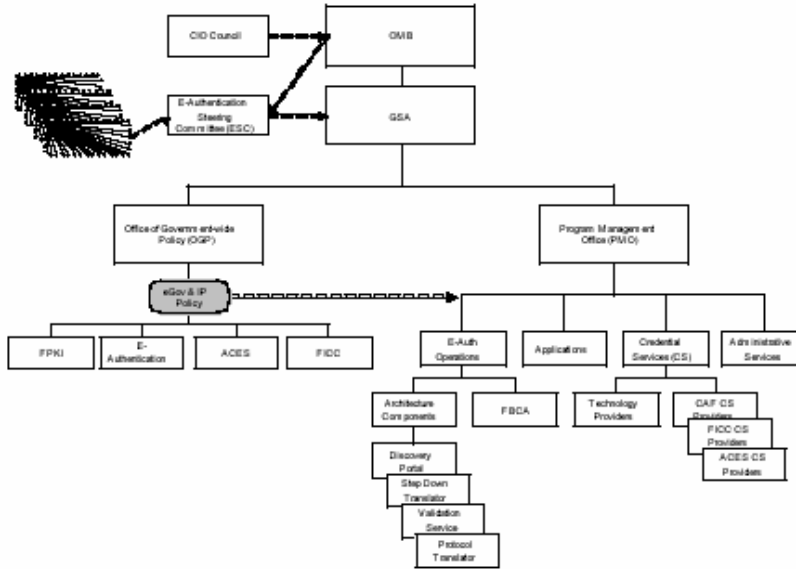 CIO Council
OMB
E-Authentication
Steering
Committee (ESC)
GSA
Office of Government-wide
Policy (OGP)
Program Management
Office (PMO)
eGov & IP
Policy
FPKI
E-
Authentication
ACES
FICC
E-Auth
Operations
Applications
Credential
Services (CS)
Administrative
Services
Architecture
Components
FBCA
Technology
Providers
CAF CS
Providers
FICC CS
Providers
ACES CS
Providers
Discovery
Portal
Step Down
Translator
Validation
Service
Protocol
Translator